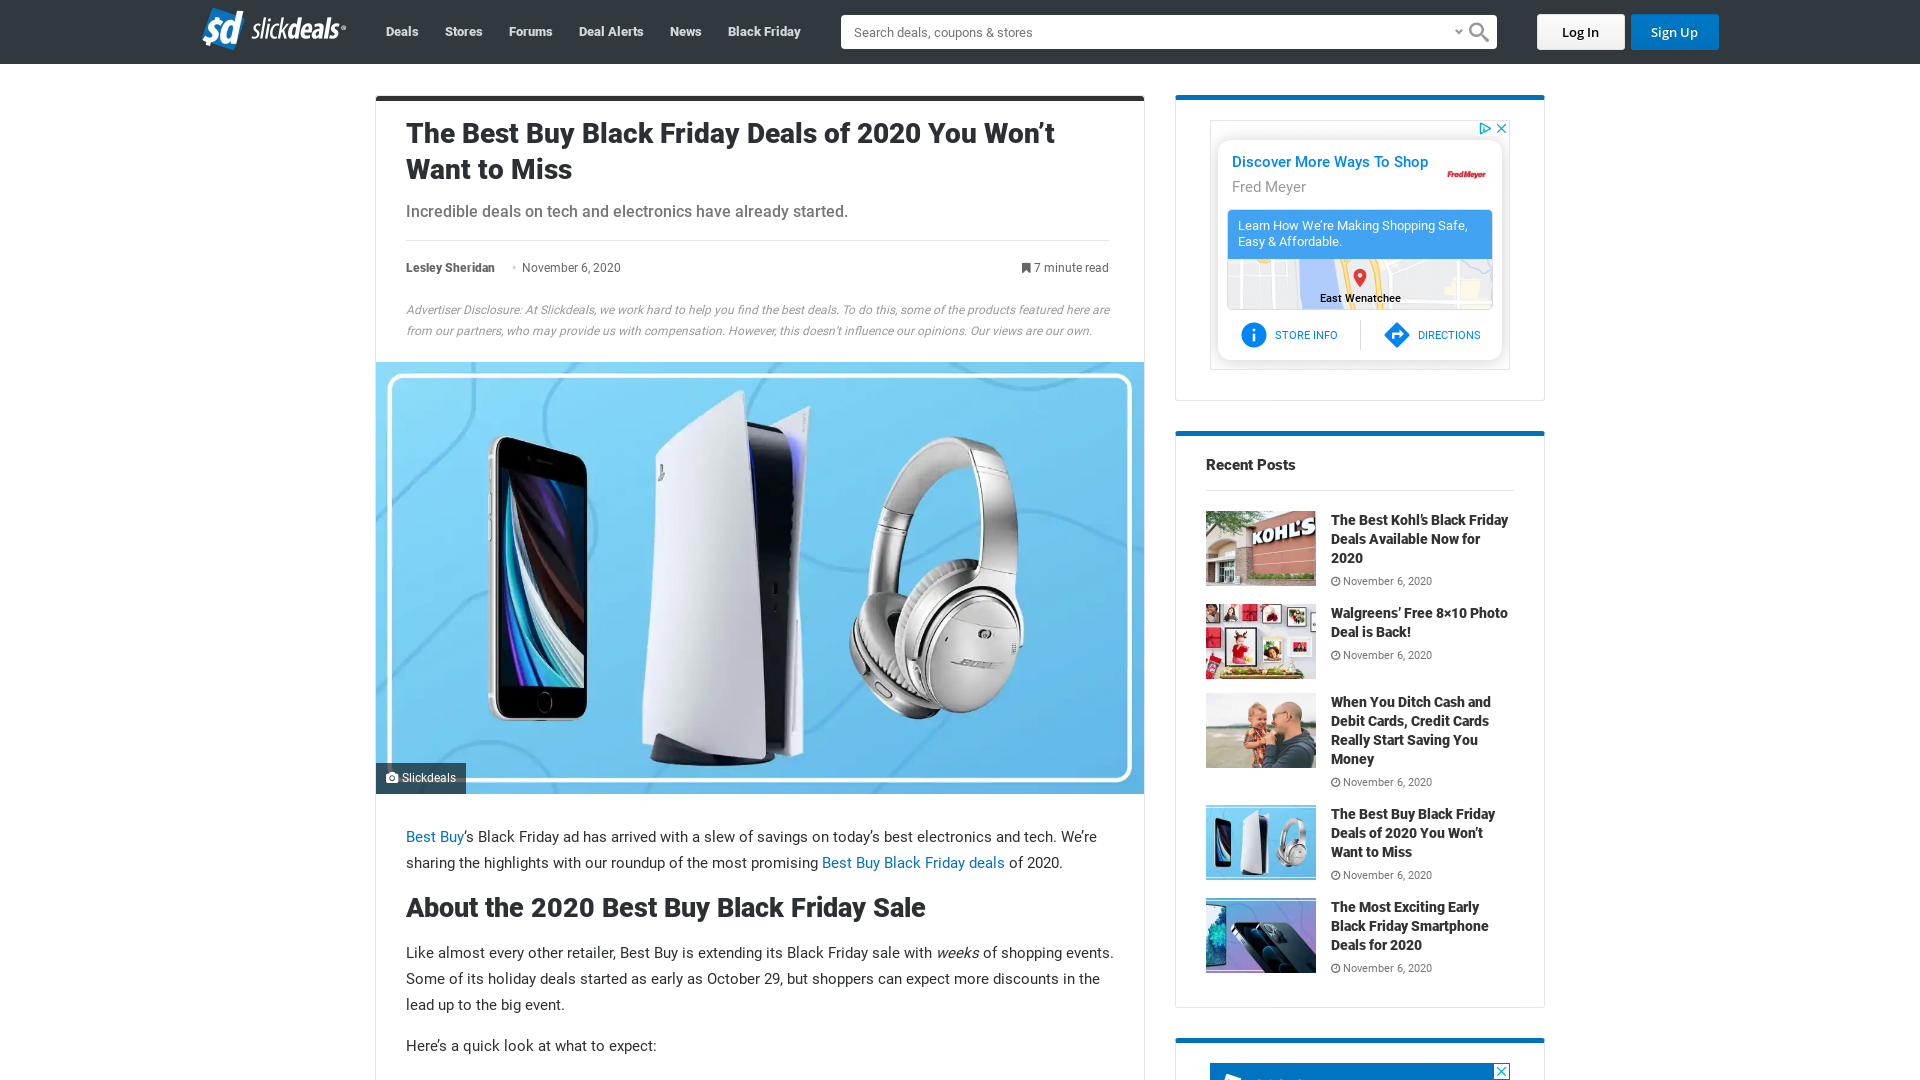 sd slickdeals
Deals
Stores
Forums
Deal Alerts
News
Black Friday
Search deals, coupons & stores
Log In
Sign Up
The Best Buy Black Friday Deals of 2020 You Won’t
Want to Miss
Incredible deals on tech and electronics have already started.
Lesley Sheridan • November 6, 2020
7 minute read
Advertiser Disclosure: At Slickdeals, we work hard to help you find the best deals. To do this, some of the products featured here are
from our partners, who may provide us with compensation. However, this doesn’t influence our opinions. Our views are our own.
BOSE
Slickdeals
Best Buy‘s Black Friday ad has arrived with a slew of savings on today’s best electronics and tech. We’re
sharing the highlights with our roundup of the most promising Best Buy Black Friday deals of 2020.
About the 2020 Best Buy Black Friday Sale
Like almost every other retailer, Best Buy is extending its Black Friday sale with weeks of shopping events.
Some of its holiday deals started as early as October 29, but shoppers can expect more discounts in the
lead up to the big event.
Here’s a quick look at what to expect:
Discover More Ways To Shop
Fred Meyer
Fred Meyer
Learn How We’re Making Shopping Safe,
Easy & Affordable.
East Wenatchee
STORE INFO
DIRECTIONS
Recent Posts
KOHL'S
The Best Kohl’s Black Friday
Deals Available Now for
2020
November 6, 2020
Walgreens’ Free 8×10 Photo
Deal is Back!
November 6, 2020
When You Ditch Cash and
Debit Cards, Credit Cards
Really Start Saving You
Money
November 6, 2020
The Best Buy Black Friday
Deals of 2020 You Won’t
Want to Miss
November 6, 2020
The Most Exciting Early
Black Friday Smartphone
Deals for 2020
November 6, 2020